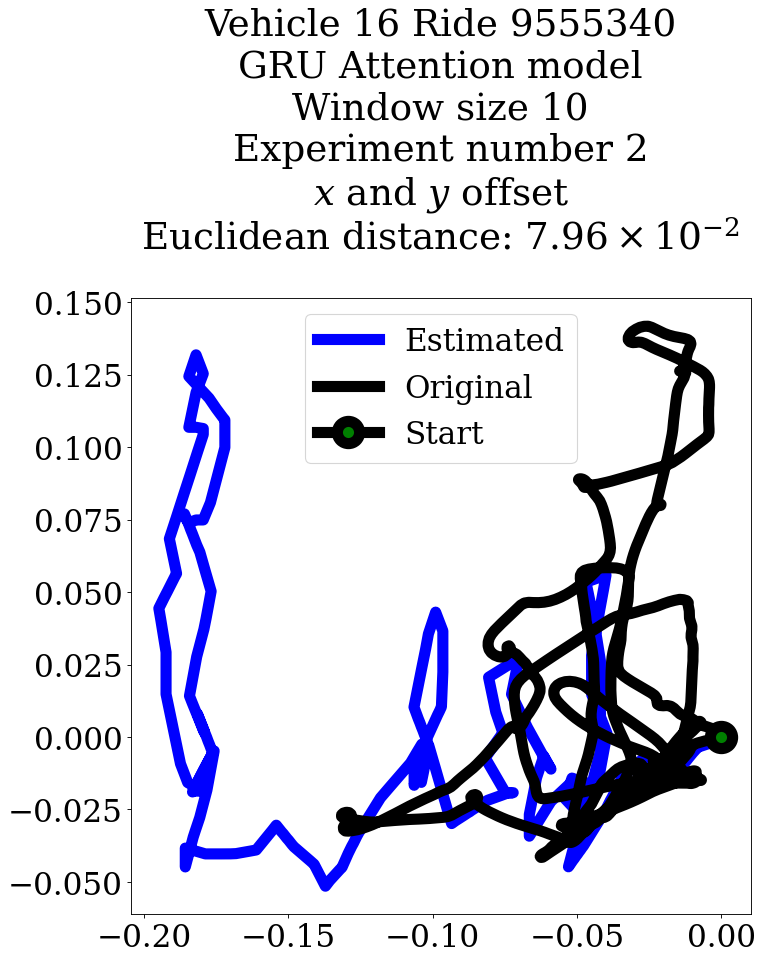 Vehicle 16 Ride 9555340
GRU Attention model
Window size 10
Experiment number 2
x and y offset
Euclidean distance: 7.96 × 10⁻²
0.150
0.125
0.100
0.075
0.050
0.025
0.000
−0.025
−0.050
Estimated
Original
Start
−0.20 −0.15 −0.10 −0.05 0.00